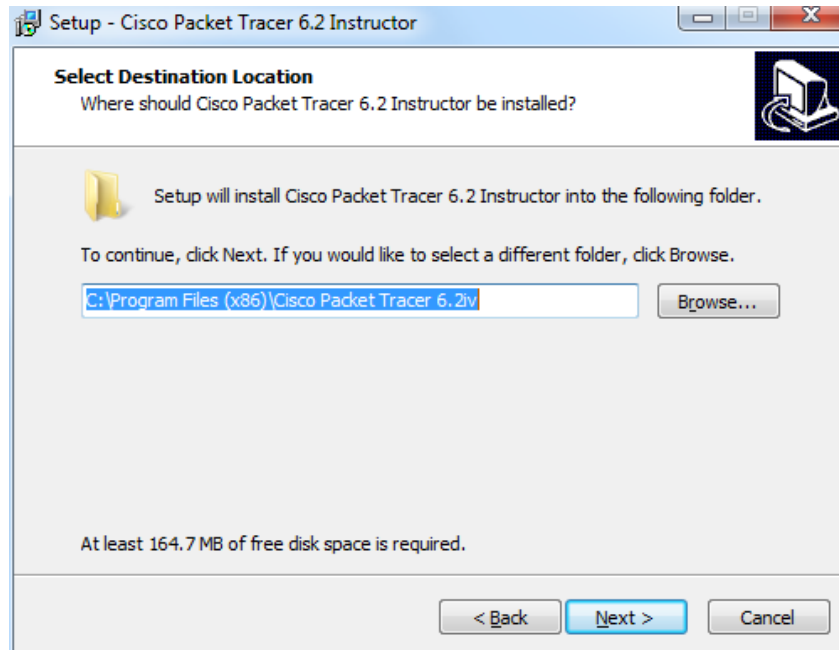 Setup - Cisco Packet Tracer 6.2 Instructor
Select Destination Location
Where should Cisco Packet Tracer 6.2 Instructor be installed?
Setup will install Cisco Packet Tracer 6.2 Instructor into the following folder.
To continue, click Next. If you would like to select a different folder, click Browse.
C:\Program Files (x86)\Cisco Packet Tracer 6.2iv
Browse...
At least 164.7 MB of free disk space is required.
< Back
Next >
Cancel